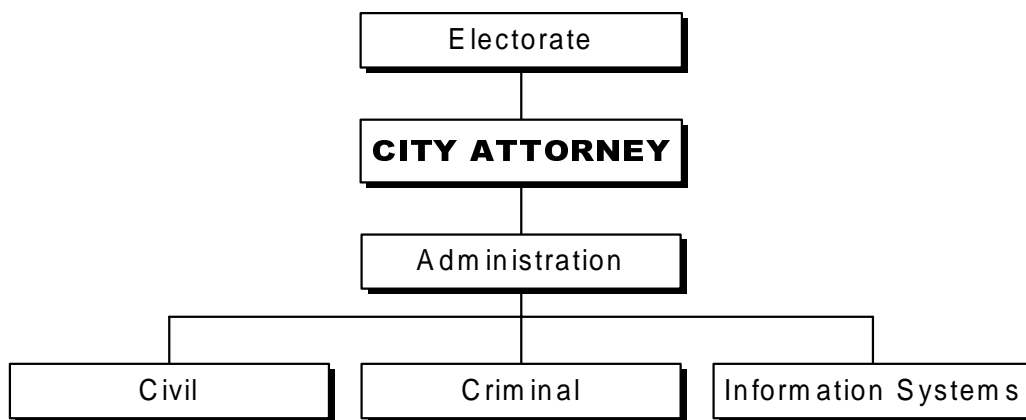 Electorate
CITY ATTORNEY
Administration
Civil
Criminal
Information Systems